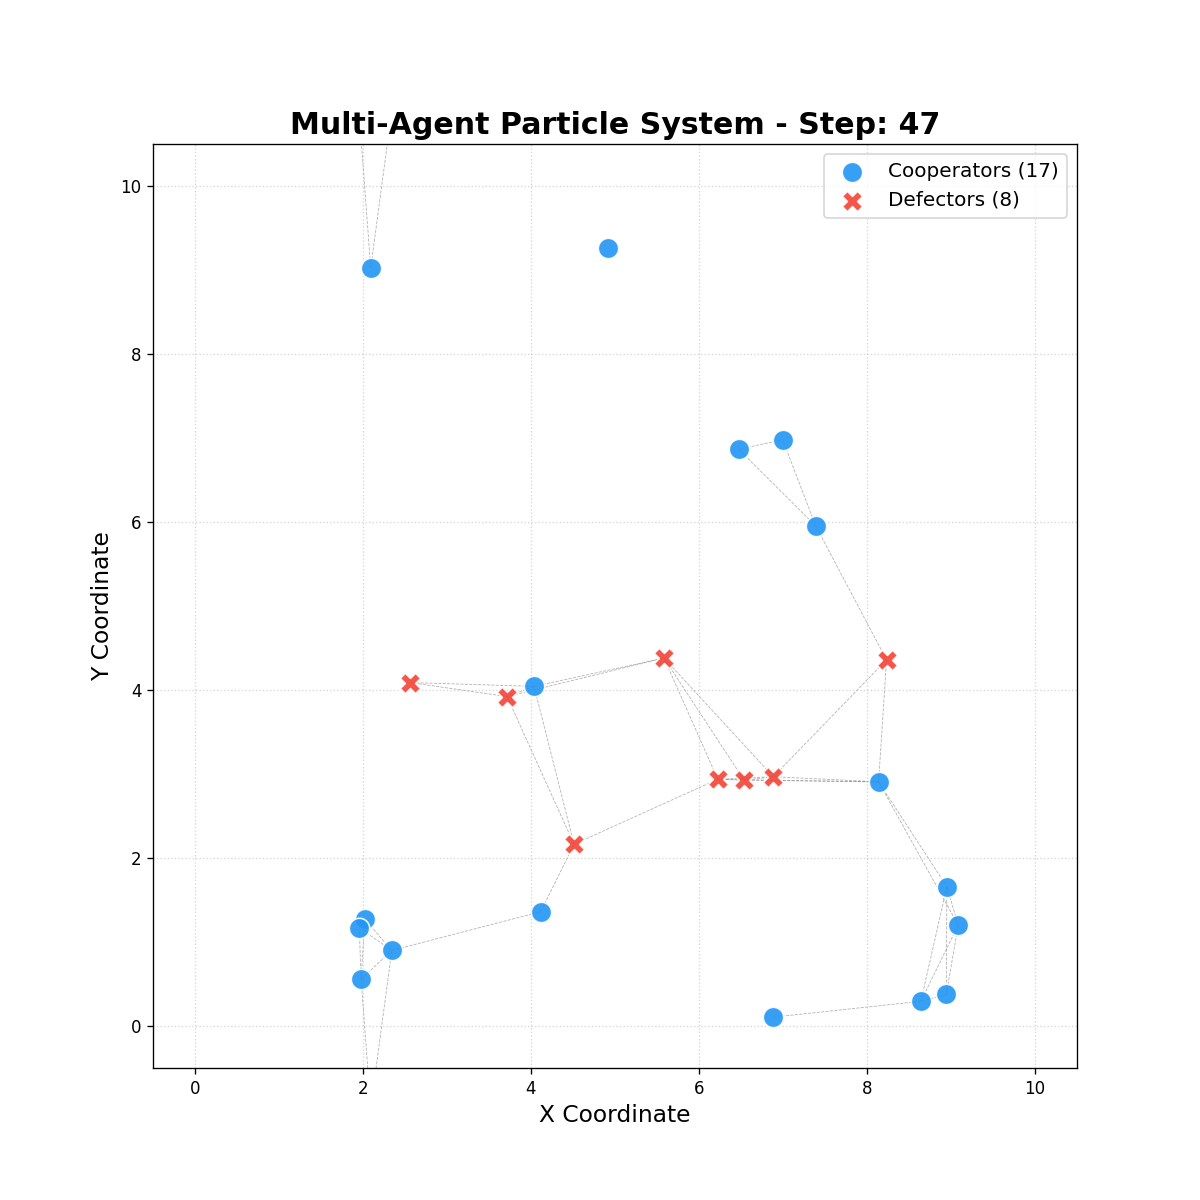 Multi-Agent Particle System - Step: 47
Cooperators (17)
Defectors (8)
10
8
6
4
2
0
Y Coordinate
0 2 4 6 8 10
X Coordinate